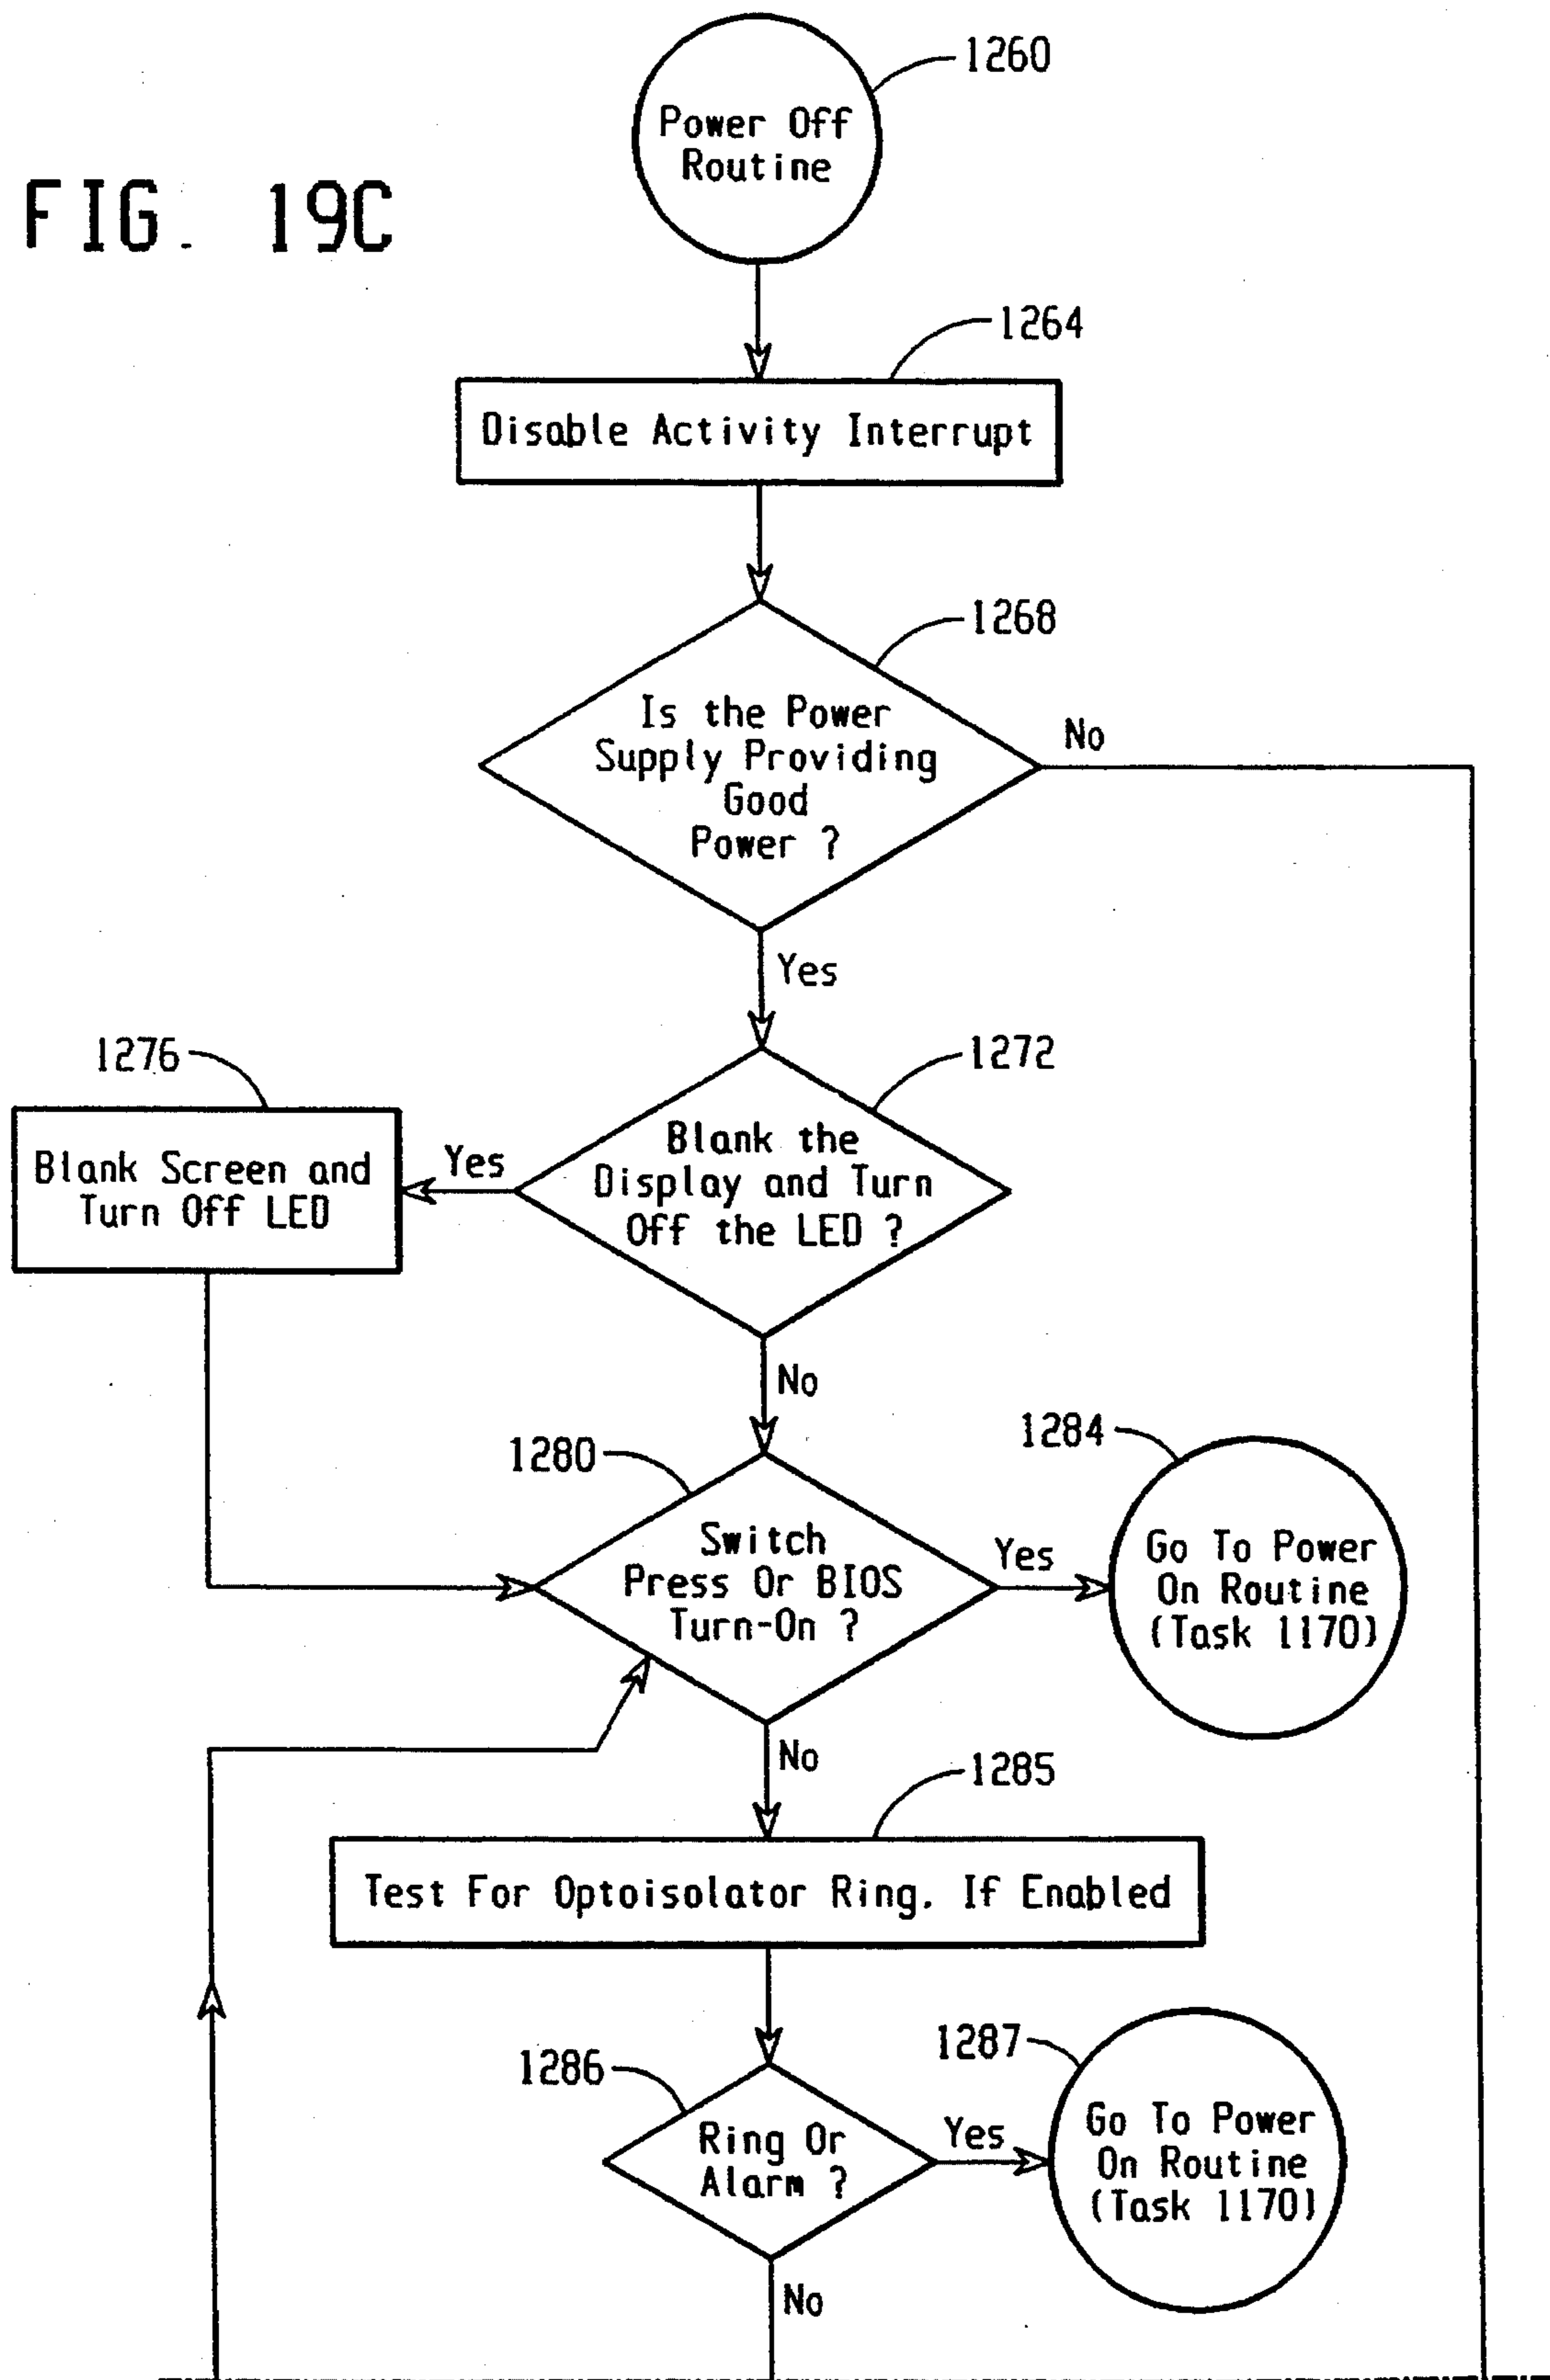 1260
Power Off
Routine
FIG. 19C
1264
Disable Activity Interrupt
1268
Is the Power
Supply Providing
Good
Power ?
No
Yes
1276
1272
Blank Screen and
Turn Off LED
Yes
Blank the
Display and Turn
Off the LED ?
No
1280
1284
Switch
Press Or BIOS
Turn-On ?
Yes
Go To Power
On Routine
(Task 1170)
No
1285
Test For Optoisolator Ring. If Enabled
1286
1287
Ring Or
Alarm ?
Yes
Go To Power
On Routine
(Task 1170)
No